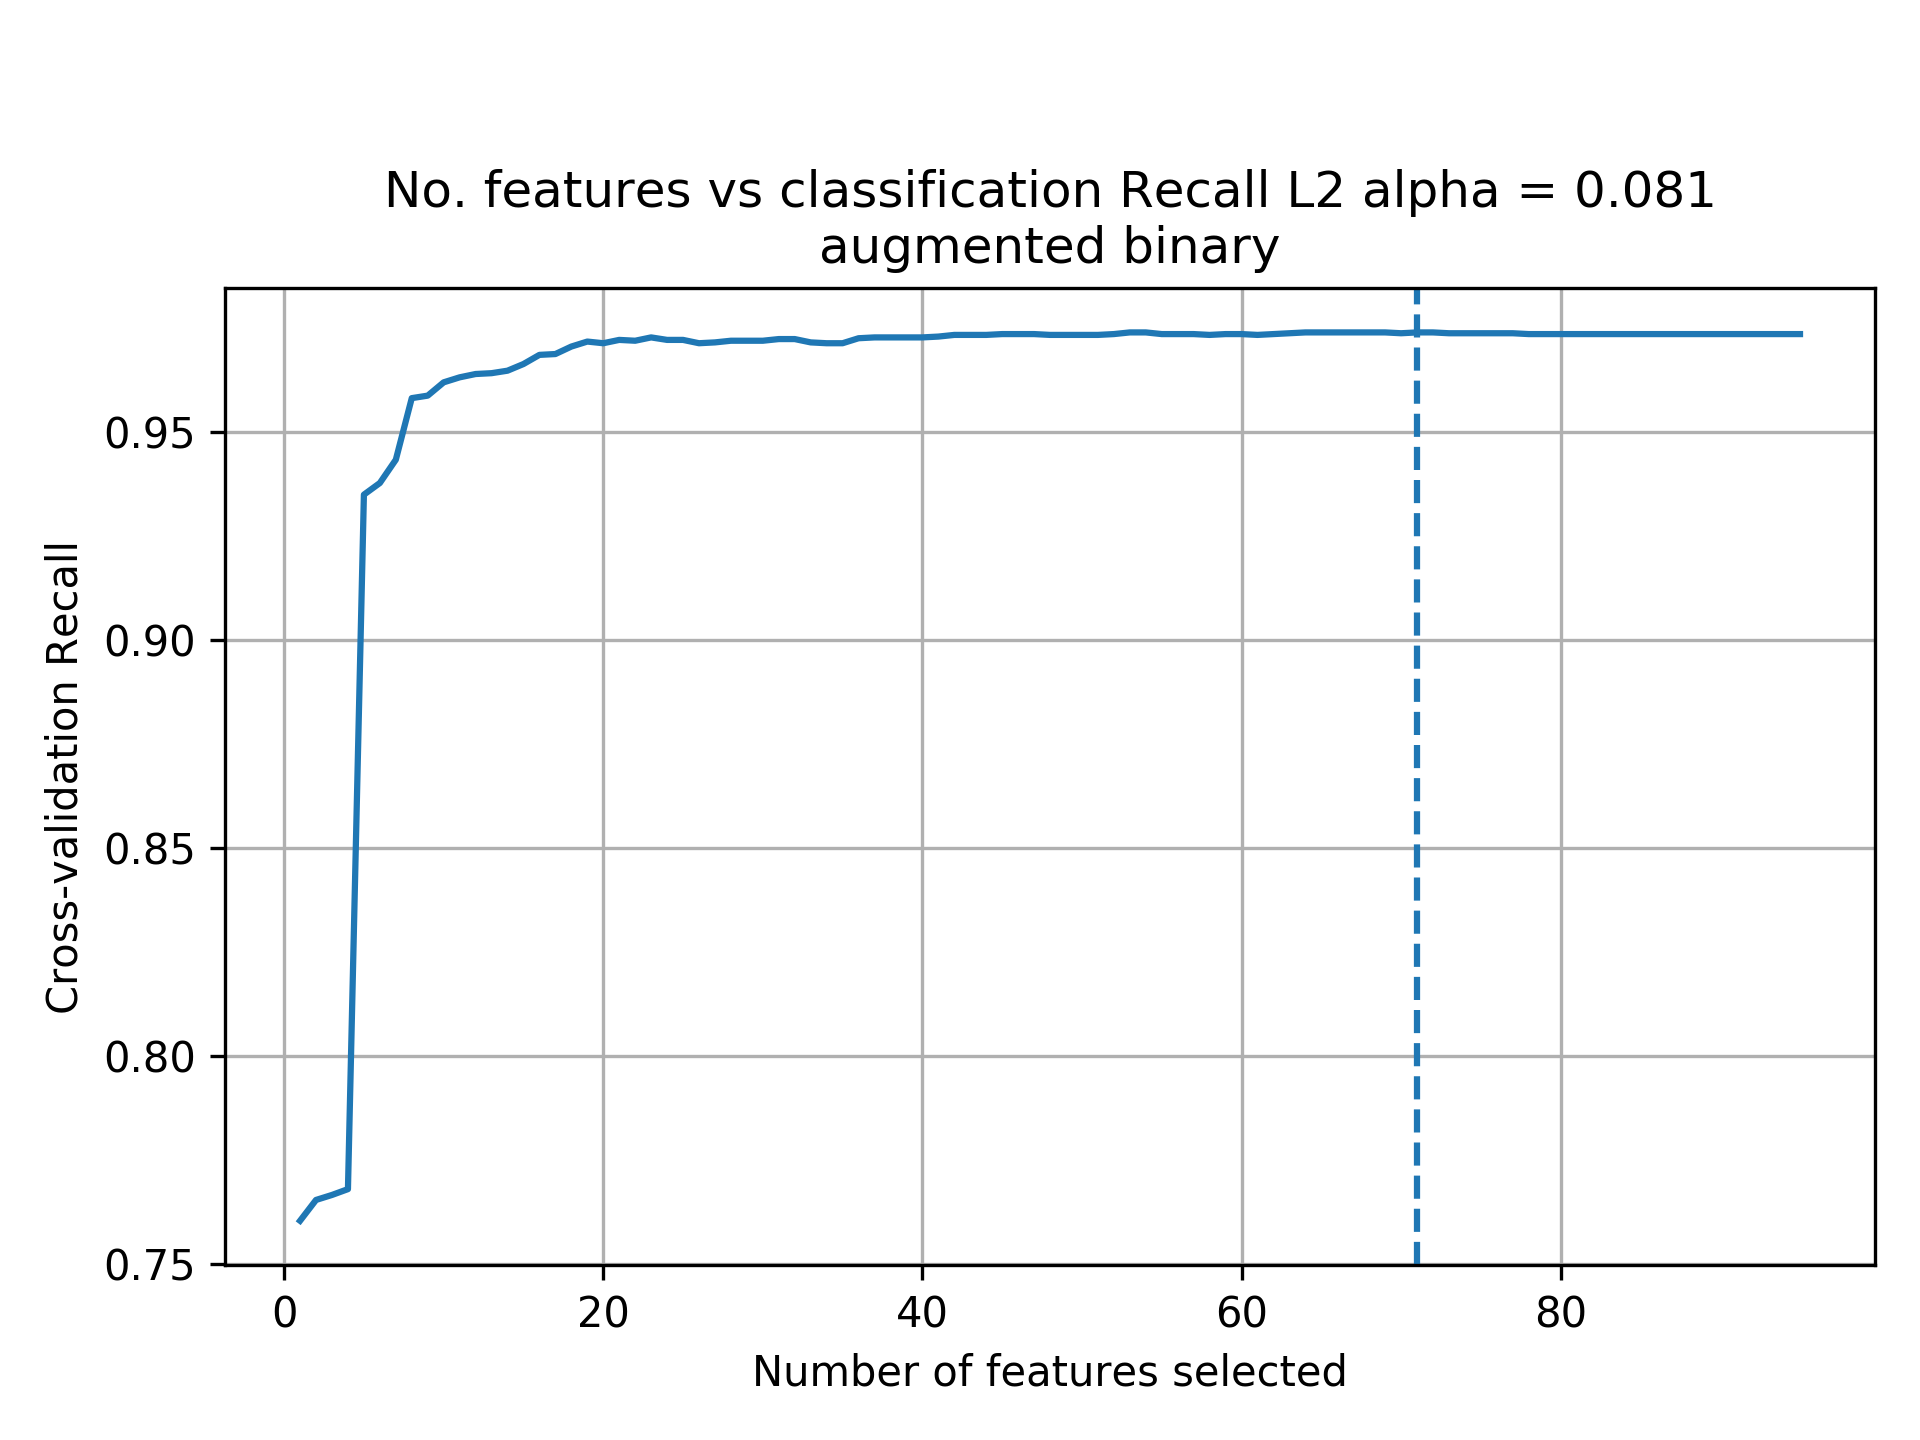 No. features vs classification Recall L2 alpha = 0.081
augmented binary
Cross-validation Recall
0.95
0.90
0.85
0.80
0.75
0 20 40 60 80
Number of features selected